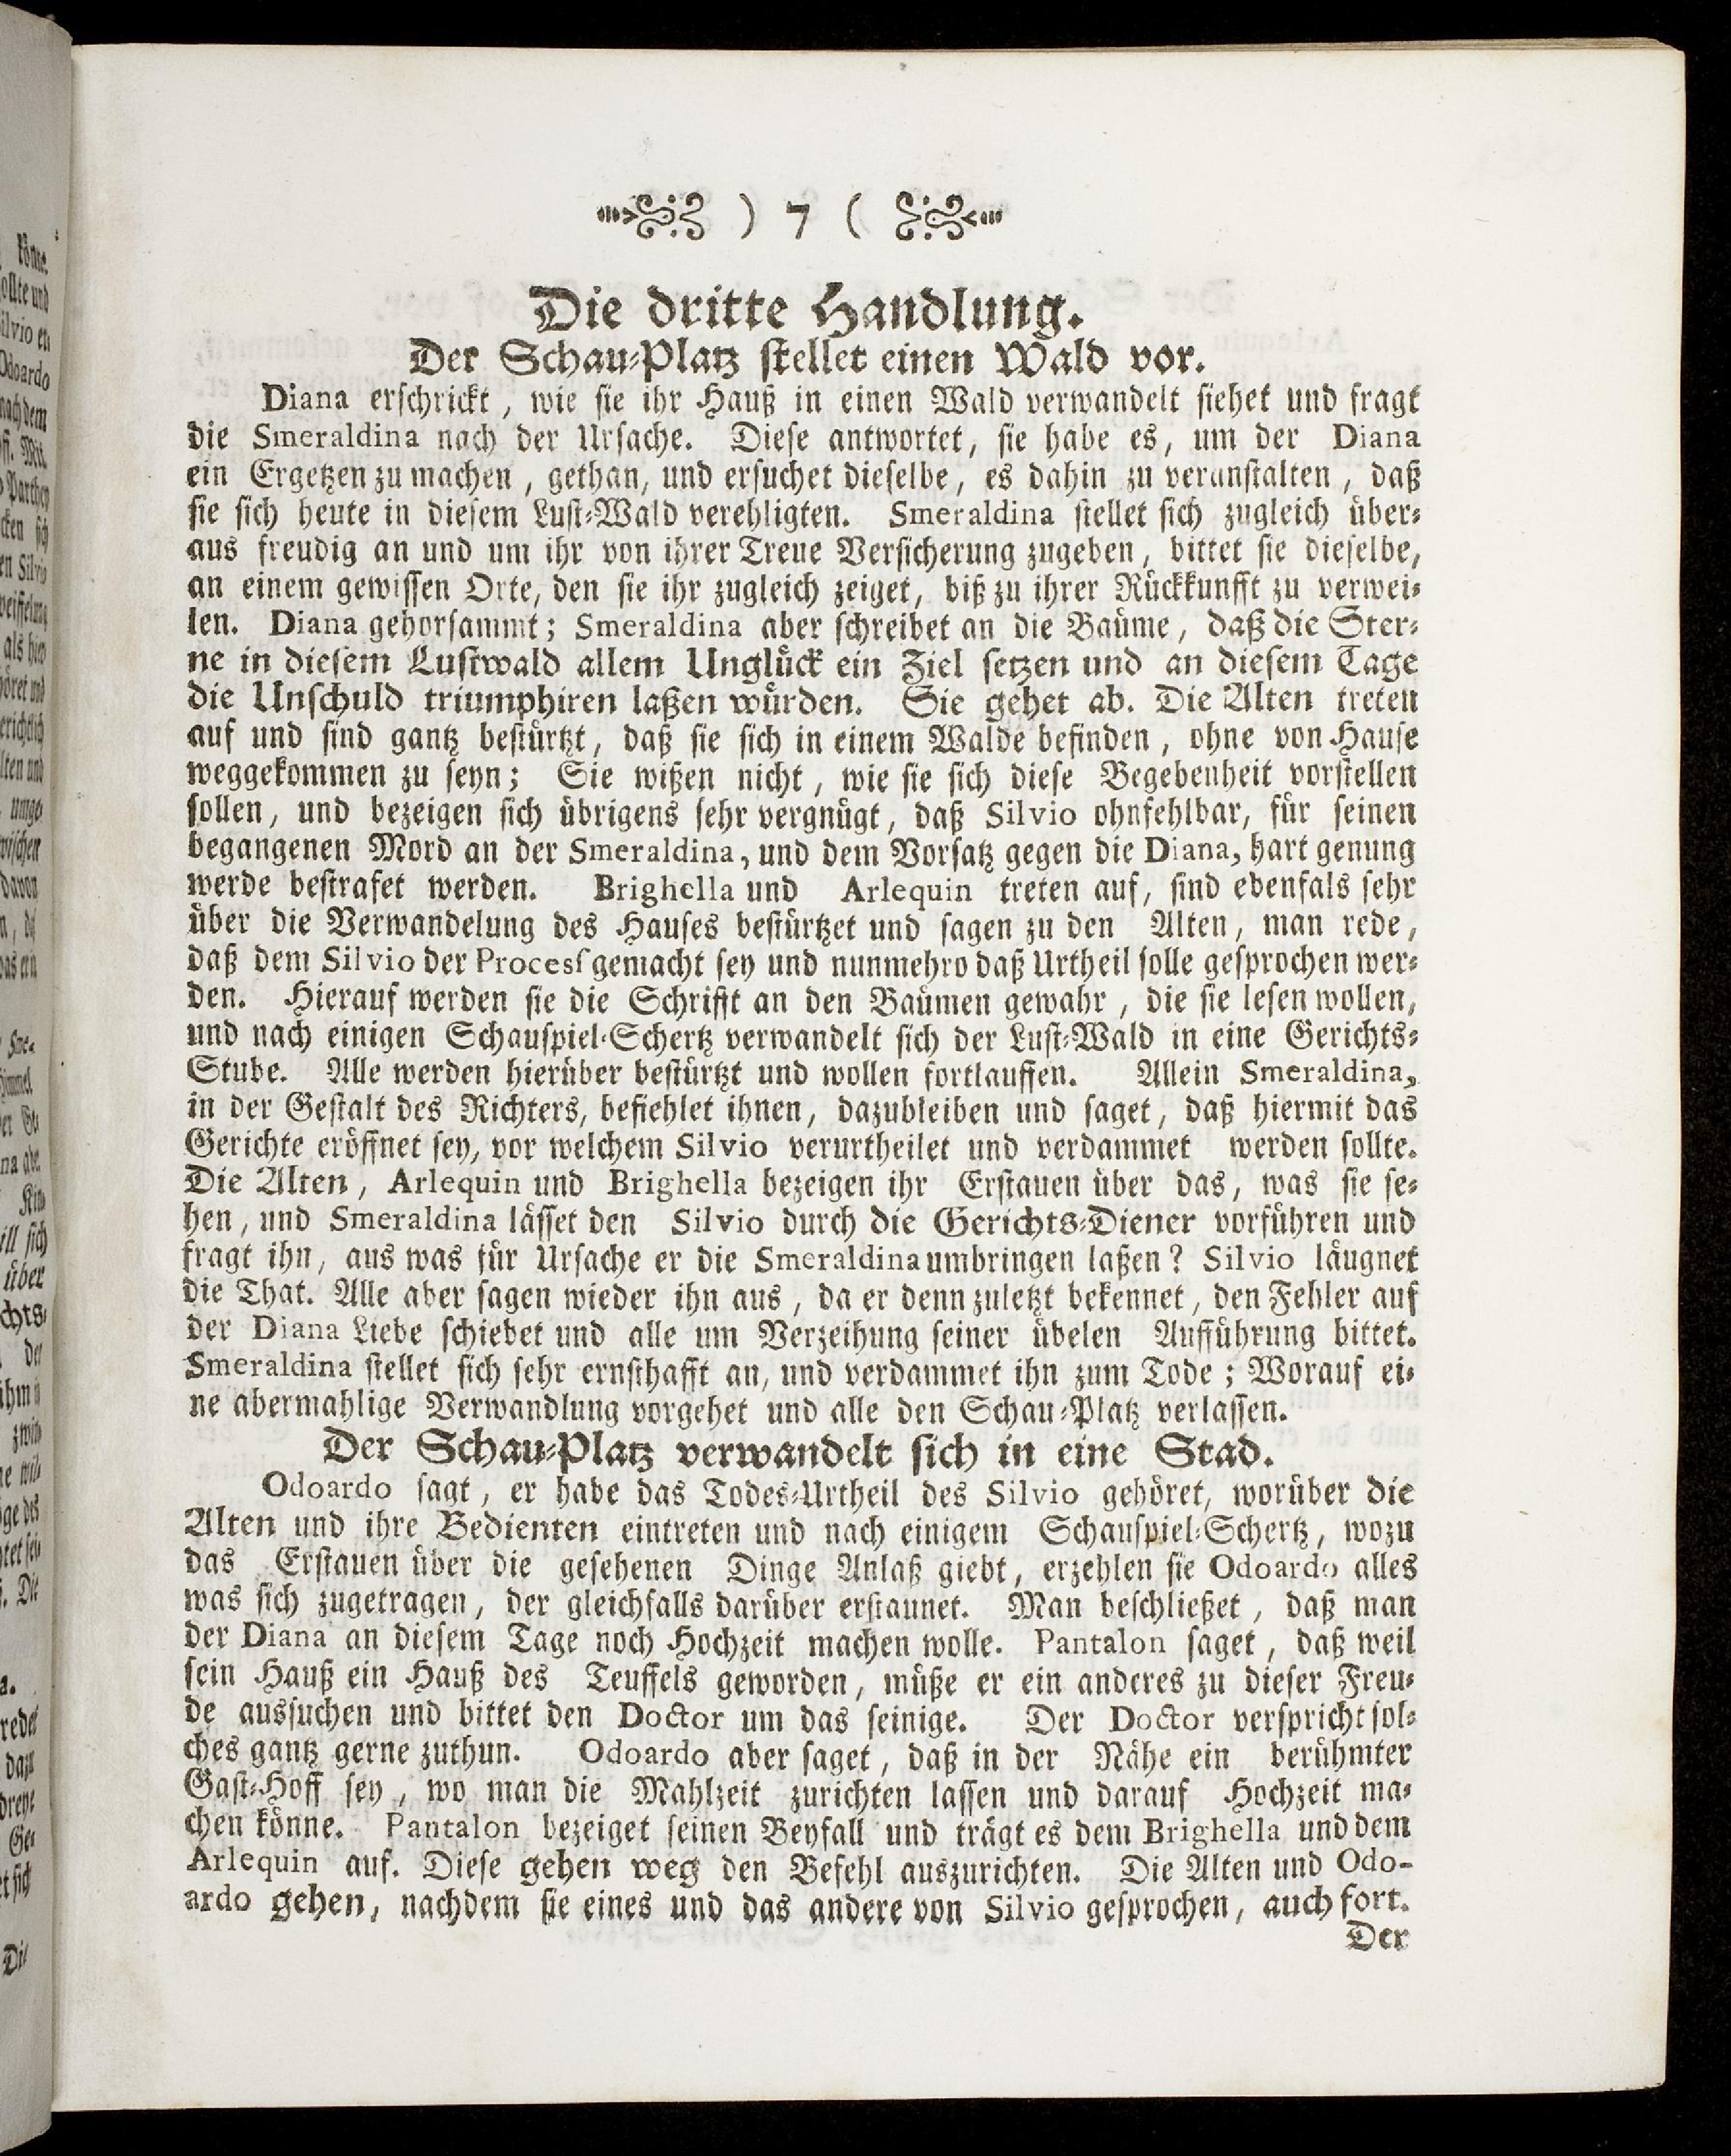 ) 7 (
Die dritte Handlung.
Der Schau-Platz stellet einen Wald vor.
Diana erschrickt, wie sie ihr Hauß in einen Wald verwandelt siehet und fragt
die Smeraldina nach der Ursache. Diese antwortet, sie habe es, um der Diana
ein Ergetzen zu machen, gethan, und ersuchet dieselbe, es dahin zu veranstalten, daß
sie sich heute in diesem Lust-Wald verehligten. Smeraldina stellet sich zugleich über-
aus freudig an und um ihr von ihrer Treue Versicherung zugeben, bittet sie dieselbe,
an einem gewissen Orte, den sie ihr zugleich zeiget, biß zu ihrer Rückkunfft zu verwei-
len. Diana gehorsammt; Smeraldina aber schreibet an die Baüme, daß die Ster-
ne in diesem Lustwald allem Unglück ein Ziel setzen und an diesem Tage
die Unschuld triumphiren laßen würden. Sie gehet ab. Die Alten treten
auf und sind gantz bestürtzt, daß sie sich in einem Walde befinden, ohne von Hause
weggekommen zu seyn; Sie wißen nicht, wie sie sich diese Begebenheit vorstellen
sollen, und bezeigen sich übrigens sehr vergnügt, daß Silvio ohnfehlbar, für seinen
begangenen Mord an der Smeraldina, und dem Vorsatz gegen die Diana, hart genung
werde bestrafet werden. Brighella und Arlequin treten auf, sind ebenfals sehr
über die Verwandelung des Hauses bestürtzet und sagen zu den Alten, man rede,
daß dem Silvio der Process gemacht sey und nunmehro daß Urtheil solle gesprochen wer-
den. Hierauf werden sie die Schrifft an den Baümen gewahr, die sie lesen wollen,
und nach einigen Schauspiel-Schertz verwandelt sich der Lust-Wald in eine Gerichts-
Stube. Alle werden hierüber bestürtzt und wollen fortlauffen. Allein Smeraldina,
in der Gestalt des Richters, befiehlet ihnen, dazubleiben und saget, daß hiermit das
Gerichte eröffnet sey, vor welchem Silvio verurtheilet und verdammet werden sollte.
Die Alten, Arlequin und Brighella bezeigen ihr Erstauen über das, was sie se-
hen, und Smeraldina lässet den Silvio durch die Gerichts-Diener vorführen und
fragt ihn, aus was für Ursache er die Smeraldina umbringen laßen? Silvio läugnet
die That. Alle aber sagen wieder ihn aus, da er denn zuletzt bekennet, den Fehler auf
der Diana Liebe schiebet und alle um Verzeihung seiner übelen Aufführung bittet.
Smeraldina stellet sich sehr ernsthafft an, und verdammet ihn zum Tode; Worauf ei-
ne abermahlige Verwandlung vorgehet und alle den Schau-Platz verlassen.
Der Schau-Platz verwandelt sich in eine Stad.
Odoardo sagt, er habe das Todes-Urtheil des Silvio gehöret, worüber die
Alten und ihre Bedienten eintreten und nach einigem Schauspiel-Schertz, wozu
das Erstauen über die gesehenen Dinge Anlaß giebt, erzehlen sie Odoardo alles
was sich zugetragen, der gleichfalls darüber erstaunet. Man beschließet, daß man
der Diana an diesem Tage noch Hochzeit machen wolle. Pantalon saget, daß weil
sein Hauß ein Hauß des Teuffels geworden, müße er ein anderes zu dieser Freu-
de aussuchen und bittet den Doctor um das seinige. Der Doctor verspricht sol-
ches gantz gerne zuthun. Odoardo aber saget, daß in der Nähe ein berühmter
Gast-Hoff sey, wo man die Mahlzeit zurichten lassen und darauf Hochzeit ma-
chen könne. Pantalon bezeiget seinen Beyfall und trägt es dem Brighella und dem
Arlequin auf. Diese gehen weg den Befehl auszurichten. Die Alten und Odo-
ardo gehen, nachdem sie eines und das andere von Silvio gesprochen, auch fort.
Der